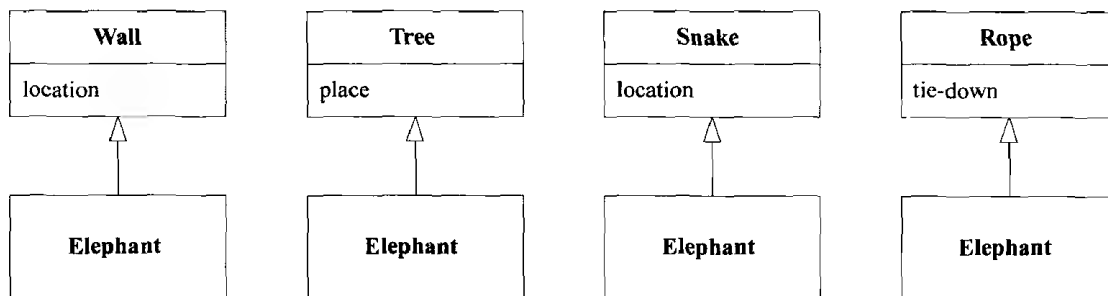 Wall Tree Snake Rope
location place location tie-down
Elephant Elephant Elephant Elephant